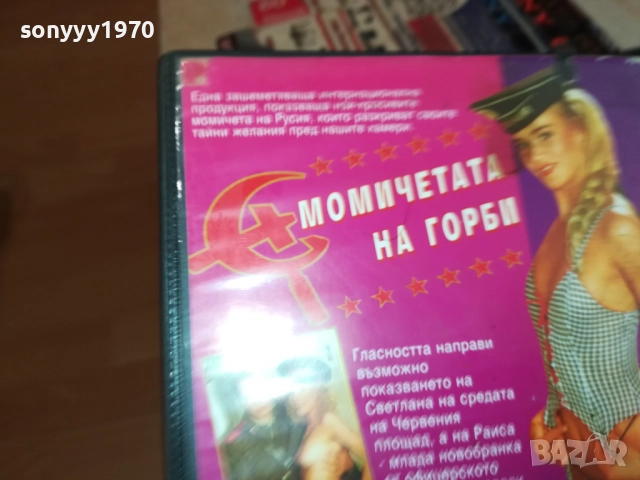 sonyyy1970
Една зашеметяваща интернационална
продукция, показваща най-красивите
момичета на Русия, които разкриват своите
тайни желания пред нашите камери.
МОМИЧЕТАТА
НА ГОРБИ
Гласността направи
възможно
показването на
Светлана на средата
на Червения
площад, а на Раиса
- млада новобранка
офицерското
BAZAR
bg